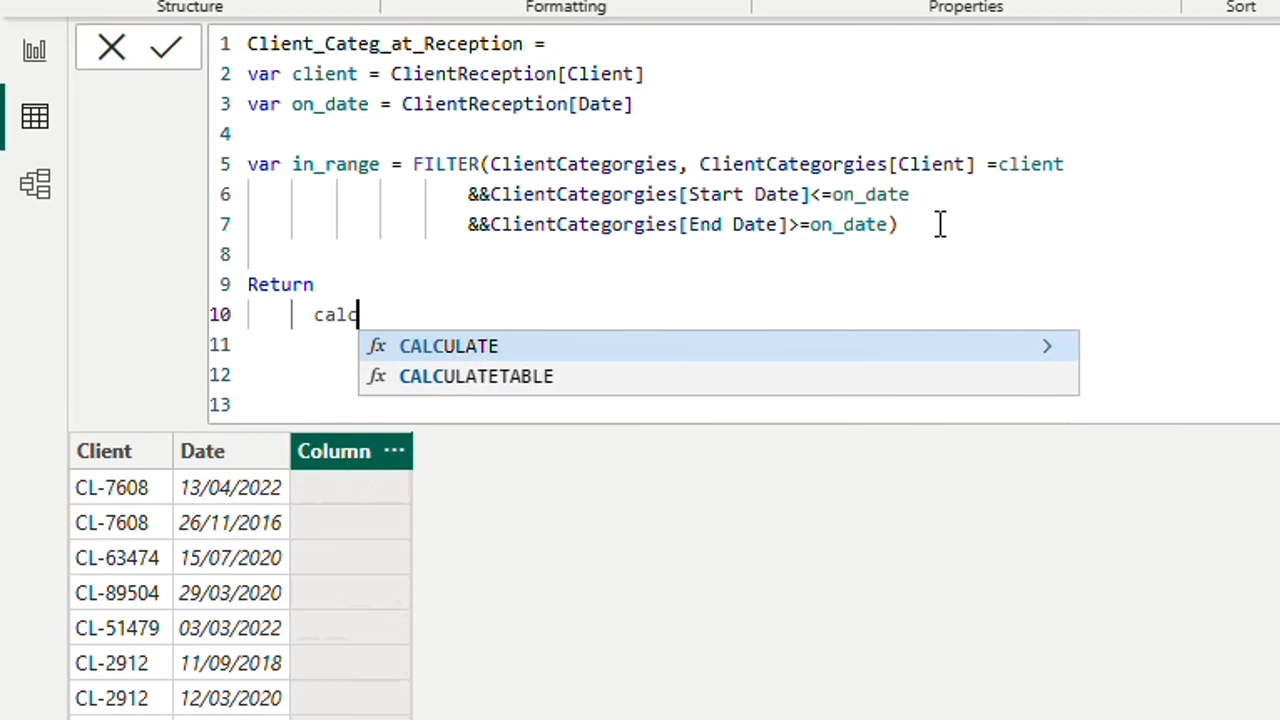 Structure Formatting Properties Sort
1 Client_Categ_at_Reception =
2 var client = ClientReception[Client]
3 var on_date = ClientReception[Date]
4
5 var in_range = FILTER(ClientCategorgies, ClientCategorgies[Client] =client
6 &&ClientCategorgies[Start Date]<=on_date
7 &&ClientCategorgies[End Date]>=on_date)
8
9 Return
10 calc
11 fx CALCULATE
12 fx CALCULATETABLE
13
Client Date Column ...
CL-7608 13/04/2022
CL-7608 26/11/2016
CL-63474 15/07/2020
CL-89504 29/03/2020
CL-51479 03/03/2022
CL-2912 11/09/2018
CL-2912 12/03/2020